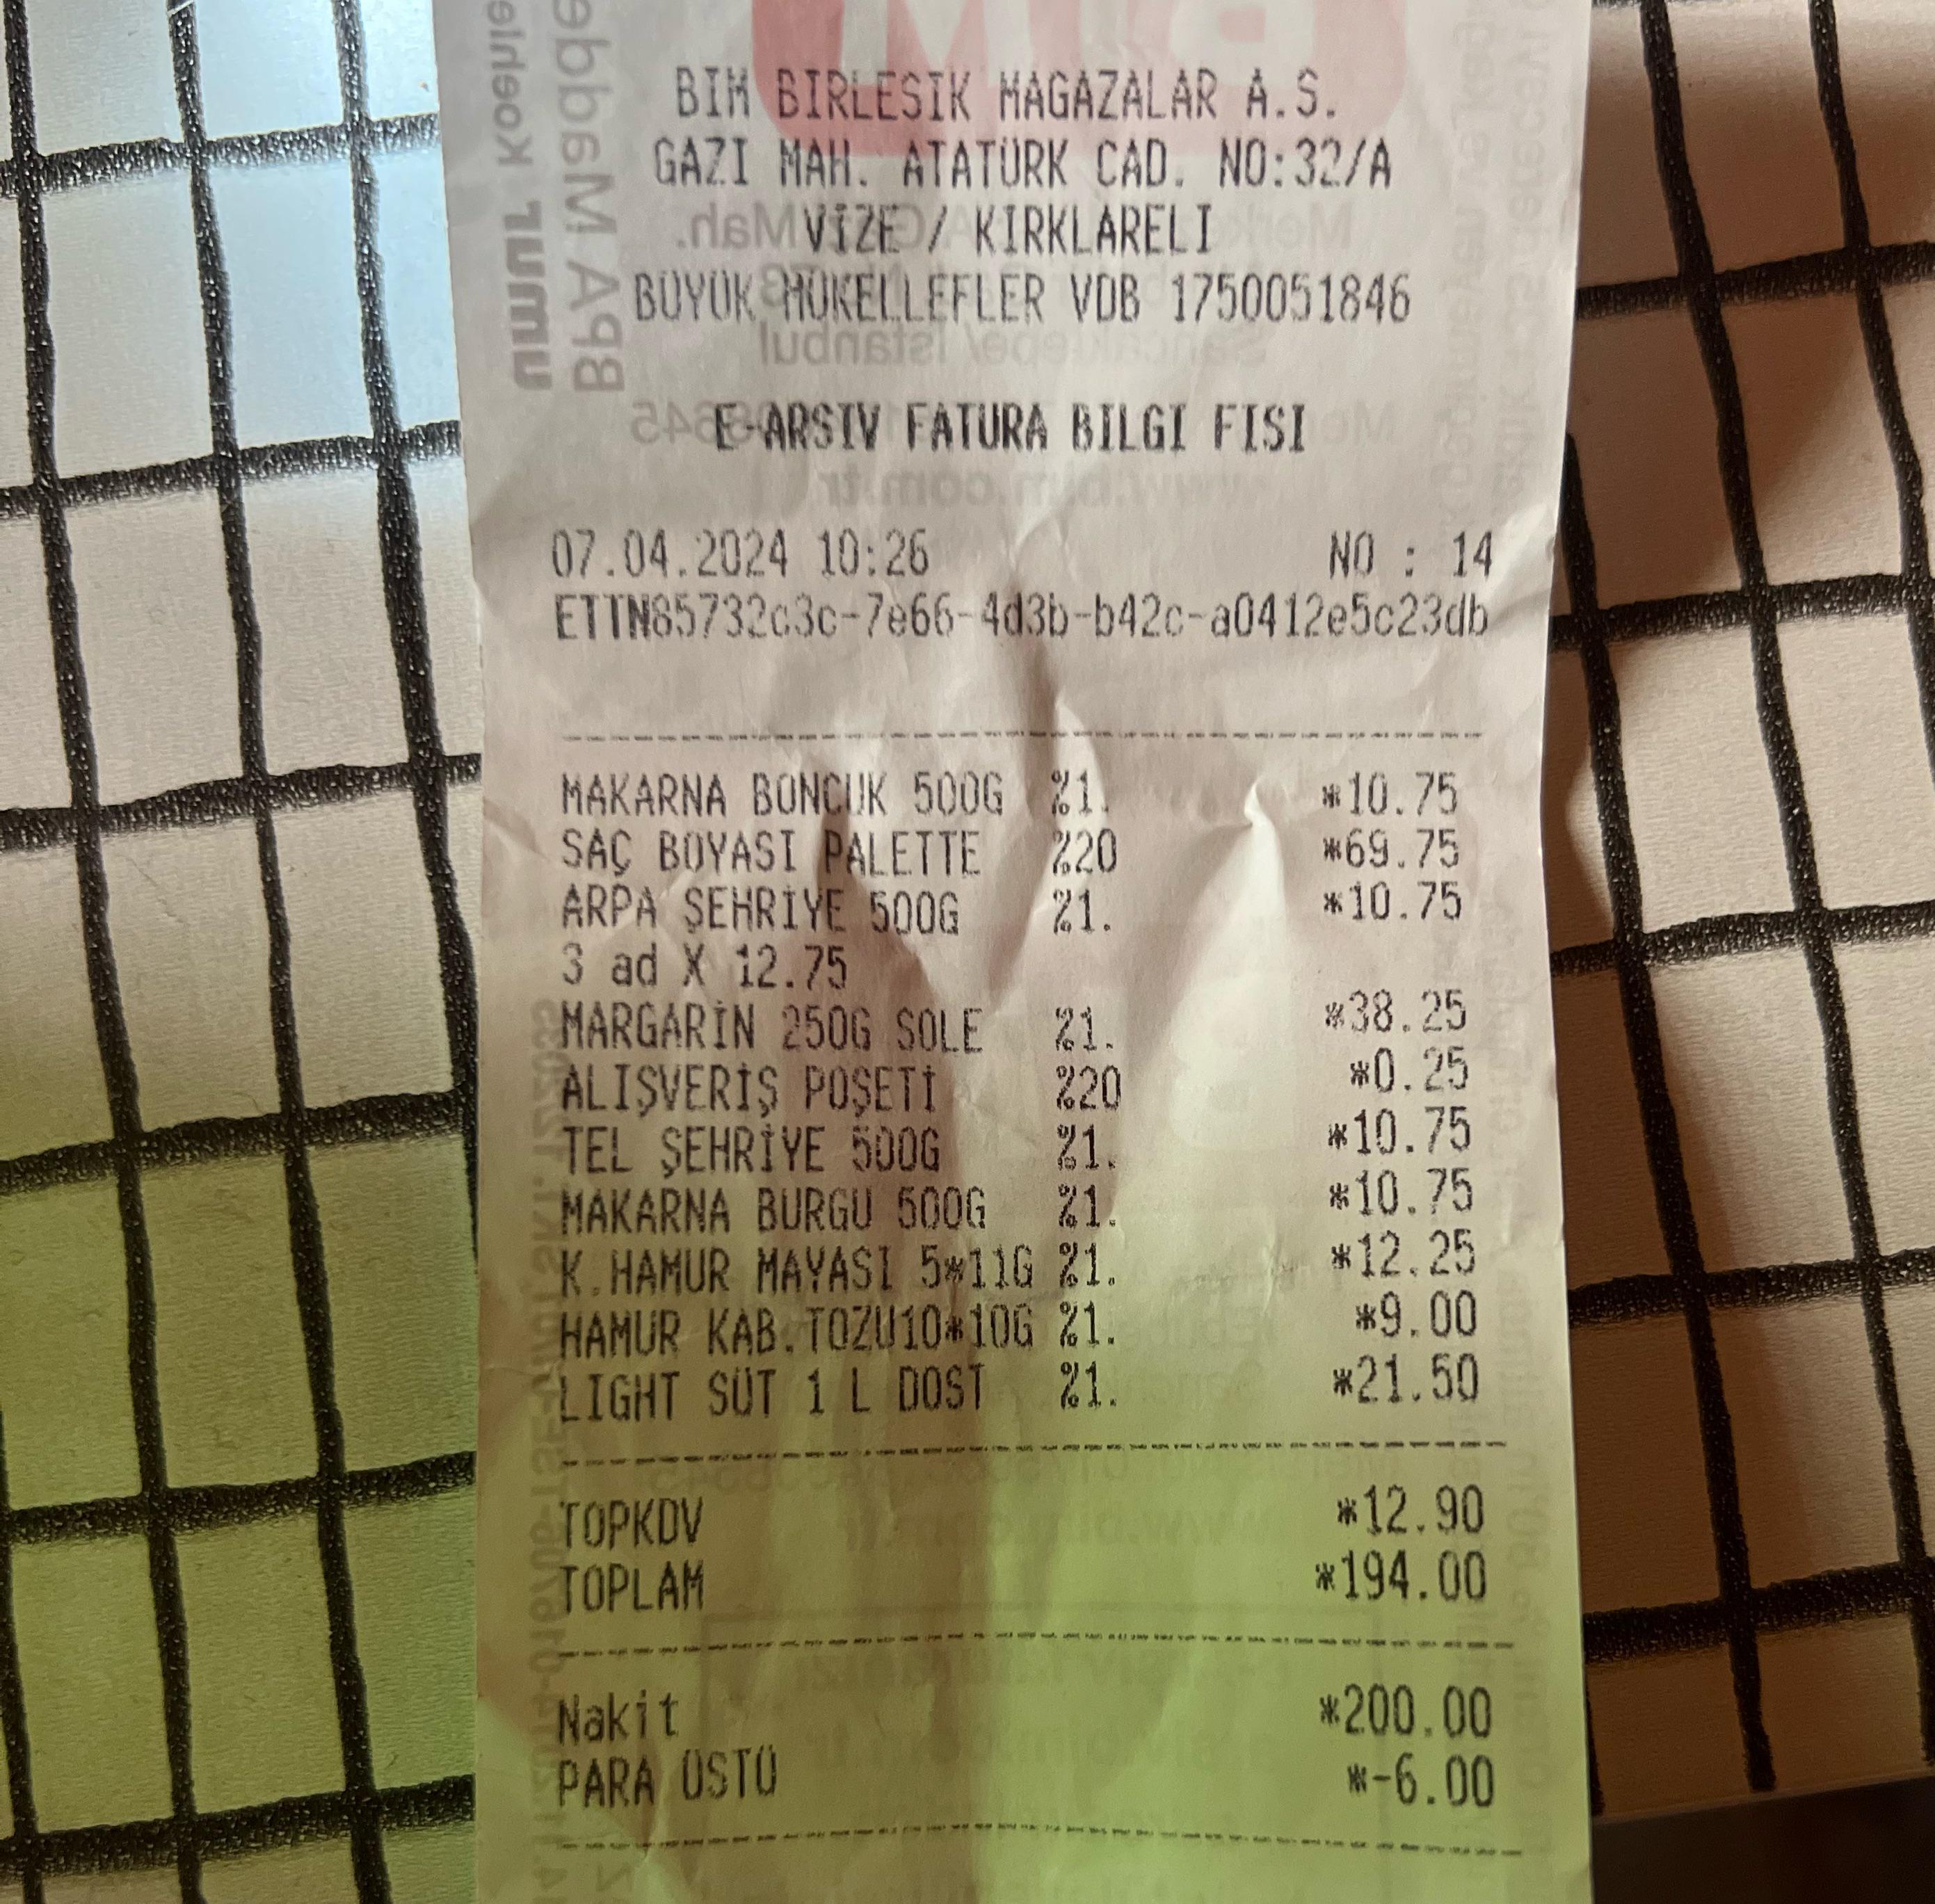 BIM BIRLESIK MAGAZALAR A.S.
GAZI MAH. ATATÜRK CAD. NO:32/A
VİZE / KIRKLARELI
BÜYÜK MÜKELLEFLER VDB 1750051846
E-ARSIV FATURA BILGI FISI
07.04.2024 10:26 NO : 14
ETTN85732c3c-7e66-4d3b-b42c-a0412e5c23db
MAKARNA BONCUK 500G %1. *10.75
SAÇ BOYASI PALETTE %20 *69.75
ARPA ŞEHRİYE 500G %1. *10.75
3 ad X 12.75
MARGARİN 250G SOLE %1. *38.25
ALIŞVERİŞ POŞETİ %20 *0.25
TEL ŞEHRİYE 500G %1. *10.75
MAKARNA BURGU 500G %1. *10.75
K.HAMUR MAYASI 5*11G %1. *12.25
HAMUR KAB.TOZU10*10G %1. *9.00
LIGHT SÜT 1 L DOST %1. *21.50
TOPKDV *12.90
TOPLAM *194.00
Nakit *200.00
PARA ÜSTÜ *-6.00